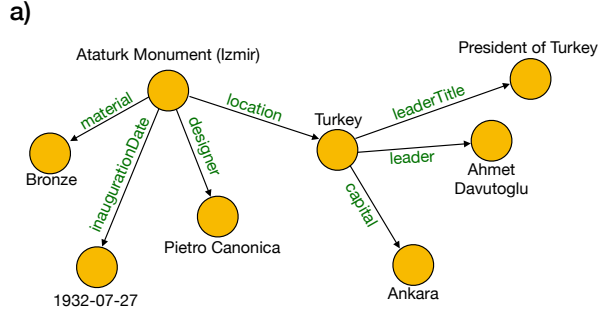 a)
Ataturk Monument (Izmir)
President of Turkey
material
location
leaderTitle
Turkey
inaugurationDate
designer
leader
Bronze
Ahmet
Davutoglu
capital
Pietro Canonica
1932-07-27
Ankara